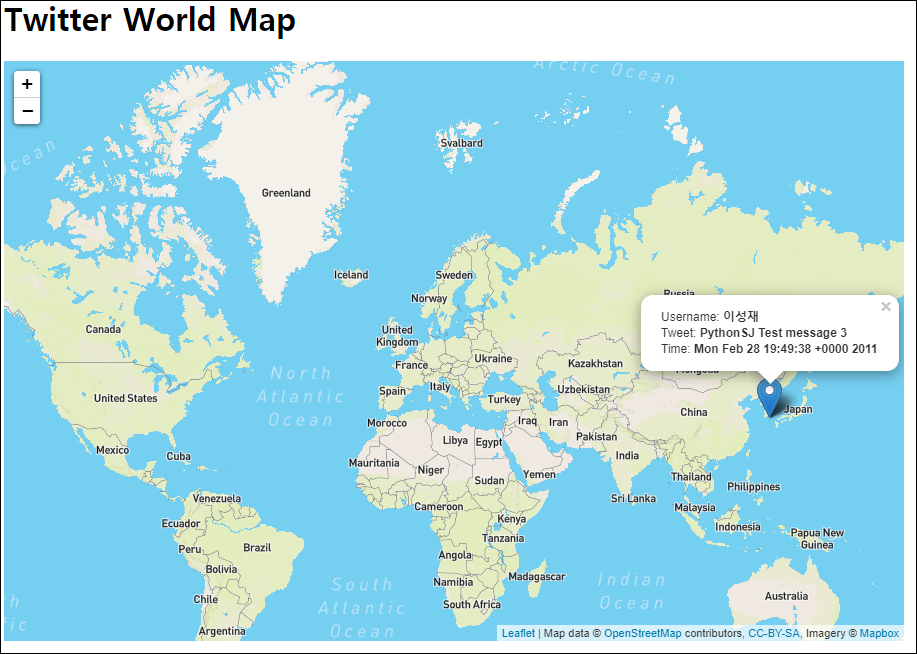 Twitter World Map
+
−
Arctic Ocean
Ocean
Svalbard
Greenland
Iceland
Sweden
Norway
Russia
×
Username: 이성재
Tweet: PythonSJ Test message 3
Time: Mon Feb 28 19:49:38 +0000 2011
Canada
United
Kingdom
Ukraine
France
Kazakhstan
Mongolia
North
Atlantic
Ocean
Italy
Spain
Uzbekistan
United States
Turkey
China
Japan
Morocco
Iraq
Iran
Pakistan
Libya
Egypt
Mexico
Cuba
India
Mauritania
Niger
Yemen
Sudan
Thailand
Philippines
Venezuela
Sri Lanka
Cameroon
Malaysia
Ecuador
Kenya
Indonesia
Papua New
Guinea
Tanzania
Peru
Brazil
Angola
Bolivia
Namibia
Madagascar
South
Atlantic
Ocean
Indian
Ocean
Chile
South Africa
Australia
Argentina
Leaflet | Map data © OpenStreetMap contributors, CC-BY-SA, Imagery © Mapbox